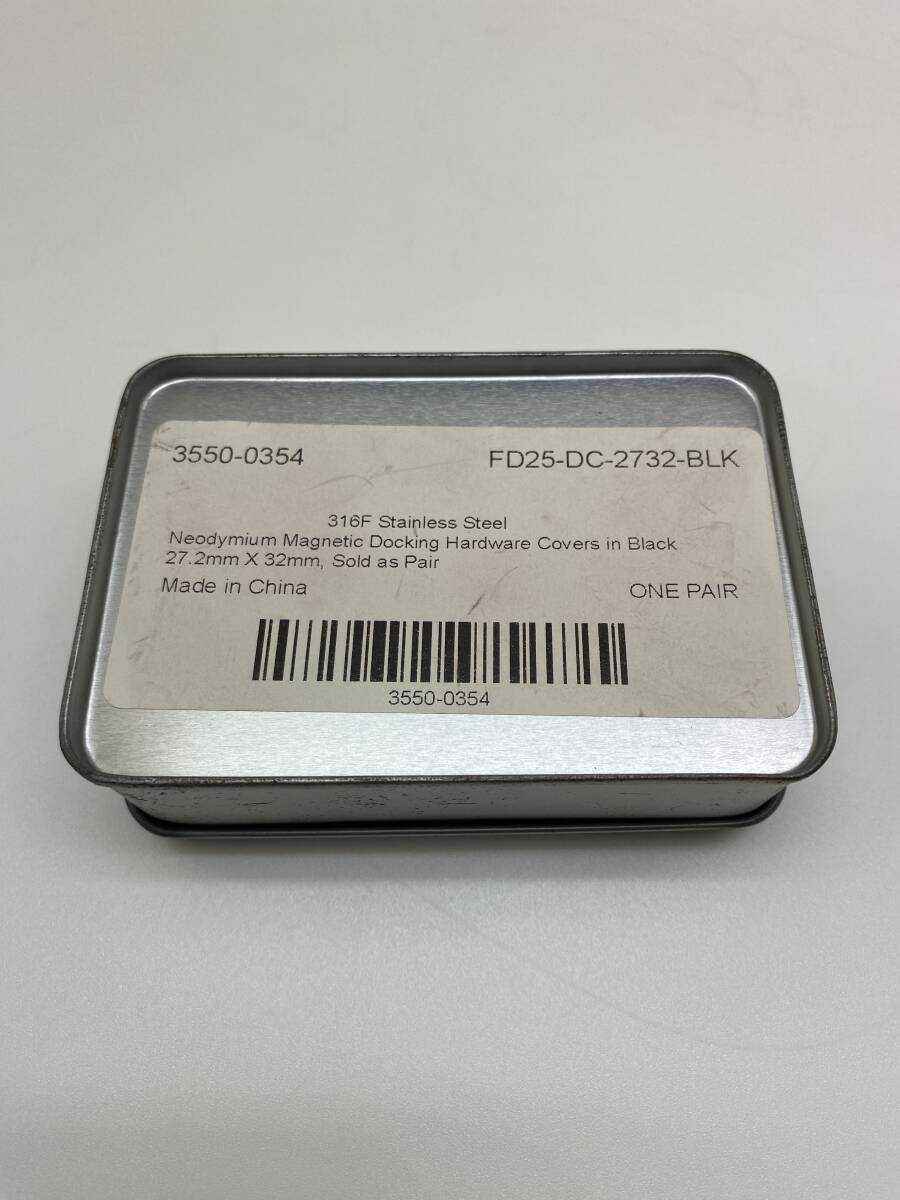 3550-0354 FD25-DC-2732-BLK
316F Stainless Steel
Neodymium Magnetic Docking Hardware Covers in Black
27.2mm X 32mm, Sold as Pair
Made in China ONE PAIR
3550-0354